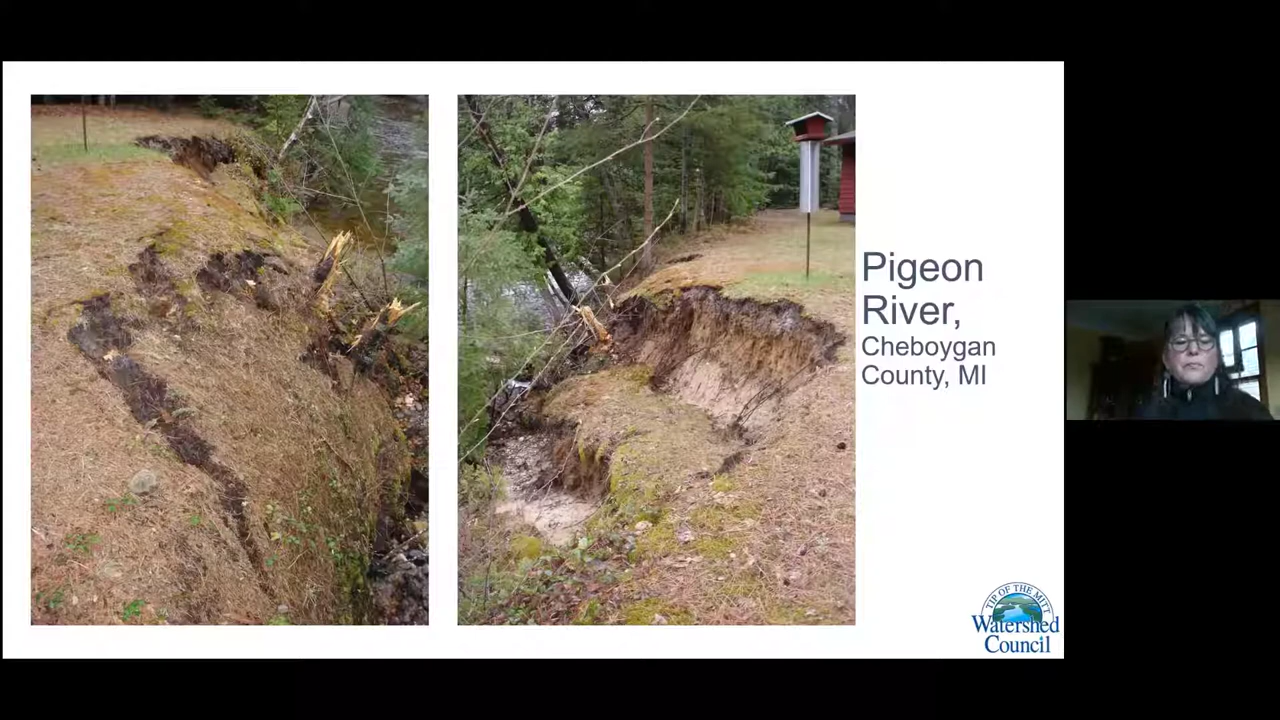 Pigeon
River,
Cheboygan
County, MI
TIP OF THE MITT
Watershed
Council